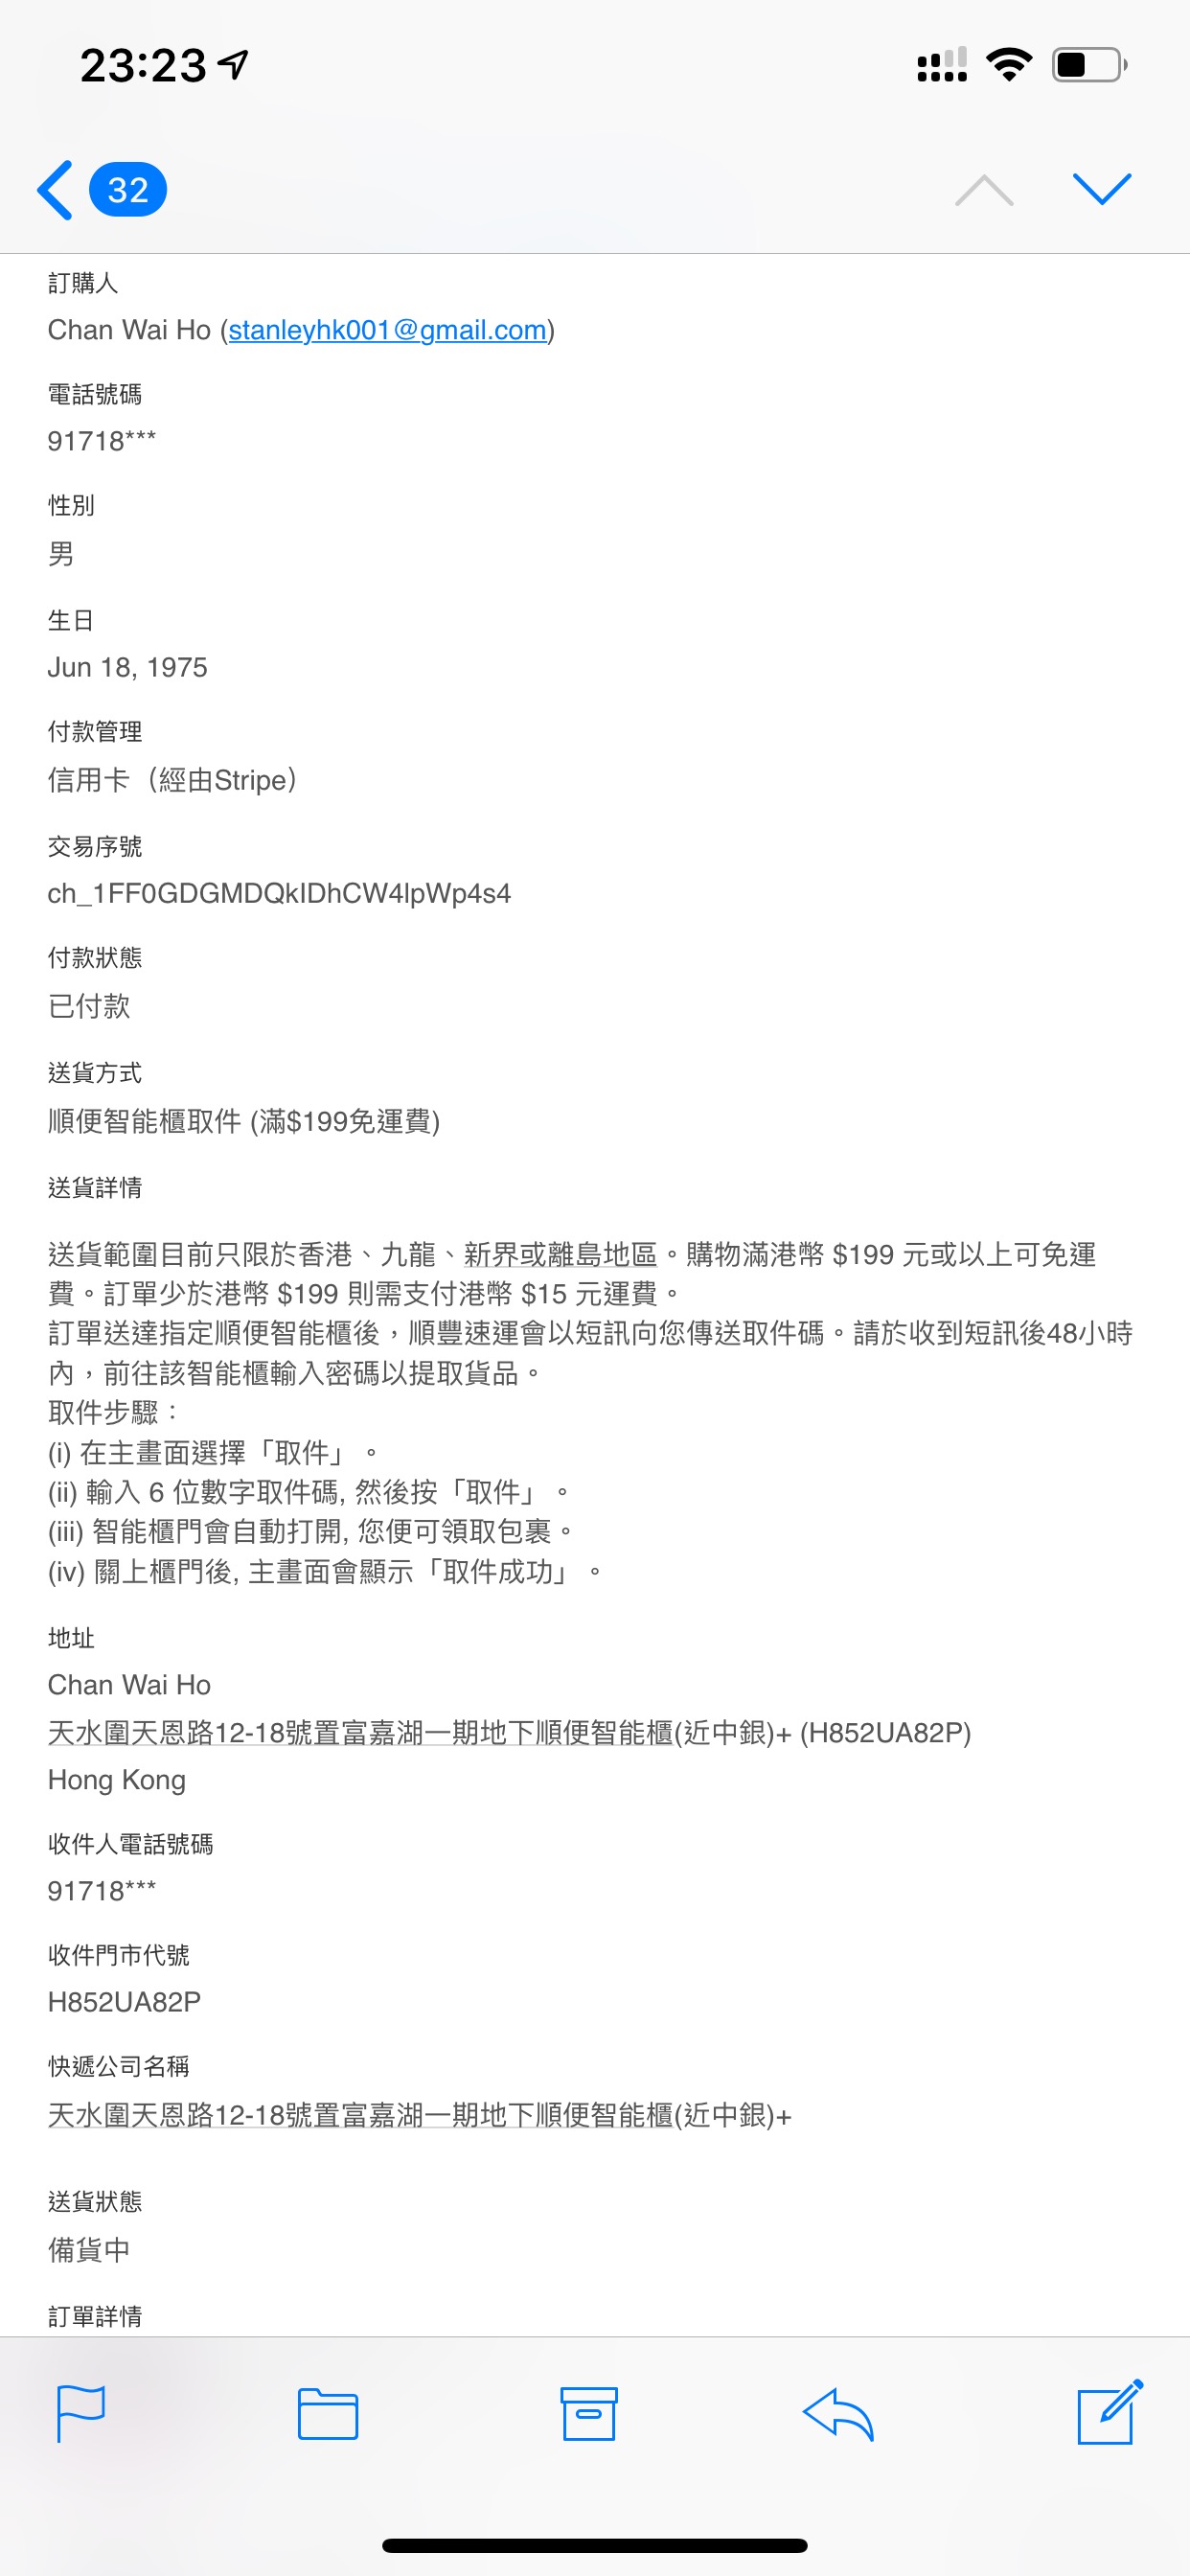 23:23
32
訂購人
Chan Wai Ho (stanleyhk001@gmail.com)
電話號碼
91718***
性別
男
生日
Jun 18, 1975
付款管理
信用卡（經由Stripe）
交易序號
ch_1FF0GDGMDQkIDhCW4lpWp4s4
付款狀態
已付款
送貨方式
順便智能櫃取件 (滿$199免運費)
送貨詳情
送貨範圍目前只限於香港、九龍、新界或離島地區。購物滿港幣 $199 元或以上可免運
費。訂單少於港幣 $199 則需支付港幣 $15 元運費。
訂單送達指定順便智能櫃後，順豐速運會以短訊向您傳送取件碼。請於收到短訊後48小時
內，前往該智能櫃輸入密碼以提取貨品。
取件步驟：
(i) 在主畫面選擇「取件」。
(ii) 輸入 6 位數字取件碼, 然後按「取件」。
(iii) 智能櫃門會自動打開, 您便可領取包裹。
(iv) 關上櫃門後, 主畫面會顯示「取件成功」。
地址
Chan Wai Ho
天水圍天恩路12-18號置富嘉湖一期地下順便智能櫃(近中銀)+ (H852UA82P)
Hong Kong
收件人電話號碼
91718***
收件門市代號
H852UA82P
快遞公司名稱
天水圍天恩路12-18號置富嘉湖一期地下順便智能櫃(近中銀)+
送貨狀態
備貨中
訂單詳情